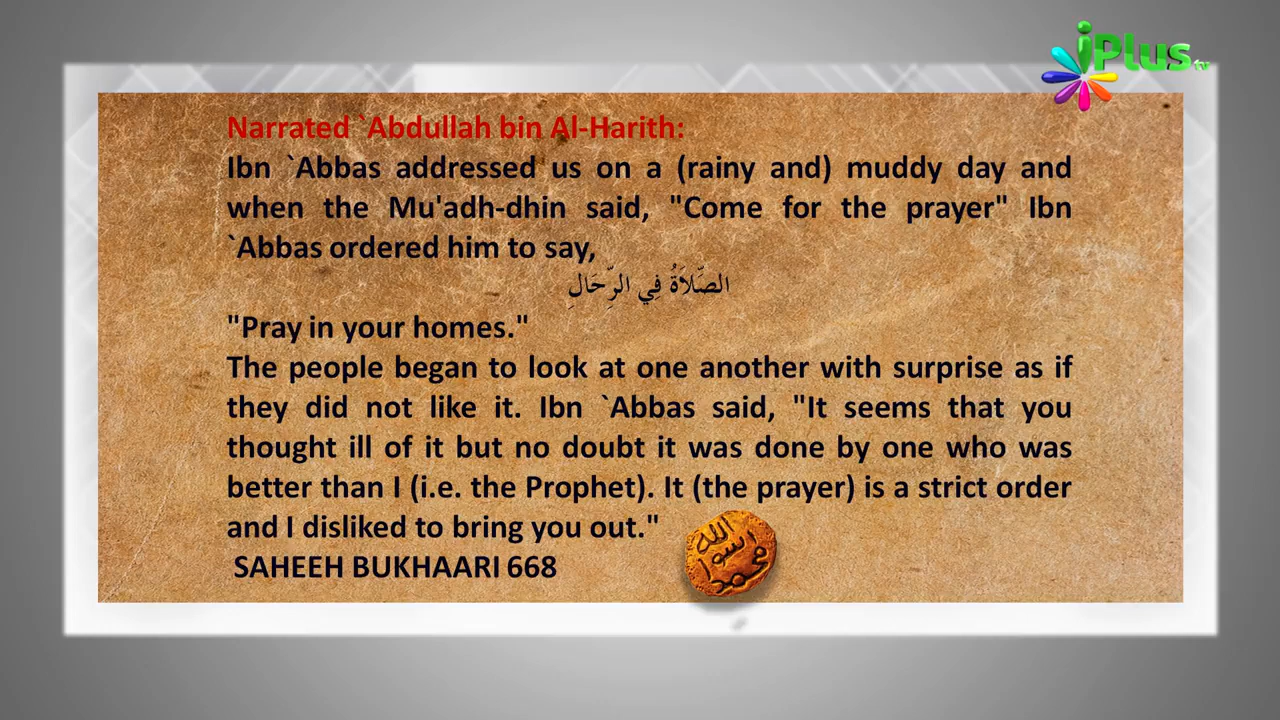 iPlus tv
Narrated `Abdullah bin Al-Harith:
Ibn `Abbas addressed us on a (rainy and) muddy day and
when the Mu'adh-dhin said, "Come for the prayer" Ibn
`Abbas ordered him to say,
الصَّلاَةُ فِي الرِّحَالِ
"Pray in your homes."
The people began to look at one another with surprise as if
they did not like it. Ibn `Abbas said, "It seems that you
thought ill of it but no doubt it was done by one who was
better than I (i.e. the Prophet). It (the prayer) is a strict order
and I disliked to bring you out."
SAHEEH BUKHAARI 668
الله
رسول
محمد